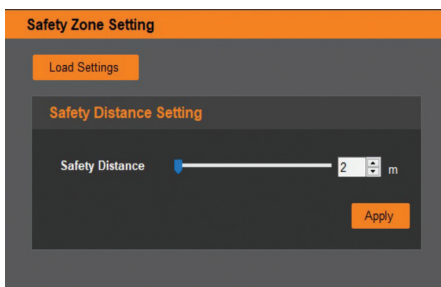 Safety Zone Setting
Load Settings
Safety Distance Setting
Safety Distance 2 m
Apply